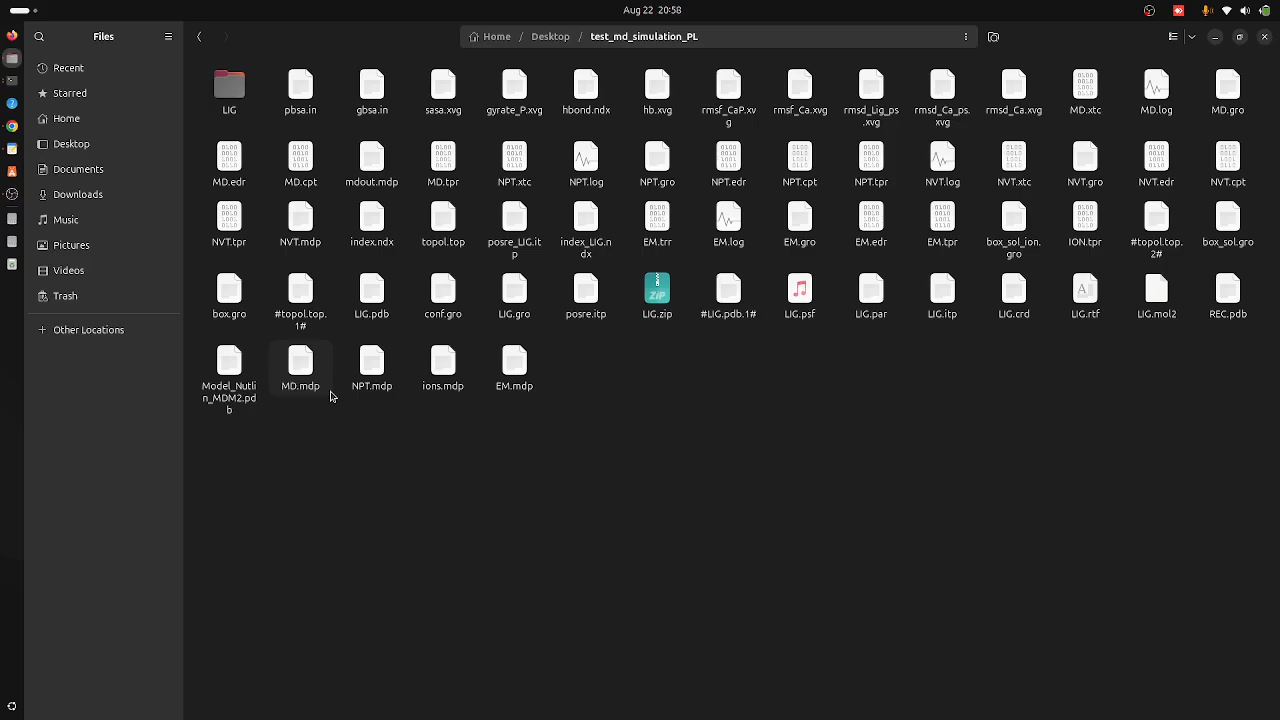 Aug 22 20:58
Files
Home / Desktop / test_md_simulation_PL
Recent
Starred
Home
Desktop
Documents
Downloads
Music
Pictures
Videos
Trash
+ Other Locations
LIG
pbsa.in
gbsa.in
sasa.xvg
gyrate_P.xvg
hbond.ndx
hb.xvg
rmsf_CaP.xv
g
rmsf_Ca.xvg
rmsd_Lig_ps
.xvg
rmsd_Ca_ps.
xvg
rmsd_Ca.xvg
MD.xtc
MD.log
MD.gro
MD.edr
MD.cpt
mdout.mdp
MD.tpr
NPT.xtc
NPT.log
NPT.gro
NPT.edr
NPT.cpt
NPT.tpr
NVT.log
NVT.xtc
NVT.gro
NVT.edr
NVT.cpt
NVT.tpr
NVT.mdp
index.ndx
topol.top
posre_LIG.it
p
index_LIG.n
dx
EM.trr
EM.log
EM.gro
EM.edr
EM.tpr
box_sol_ion.
gro
ION.tpr
#topol.top.
2#
box_sol.gro
box.gro
#topol.top.
1#
LIG.pdb
conf.gro
LIG.gro
posre.itp
ZIP
LIG.zip
#LIG.pdb.1#
LIG.psf
LIG.par
LIG.itp
LIG.crd
LIG.rtf
LIG.mol2
REC.pdb
Model_Nutli
n_MDM2.pd
b
MD.mdp
NPT.mdp
ions.mdp
EM.mdp